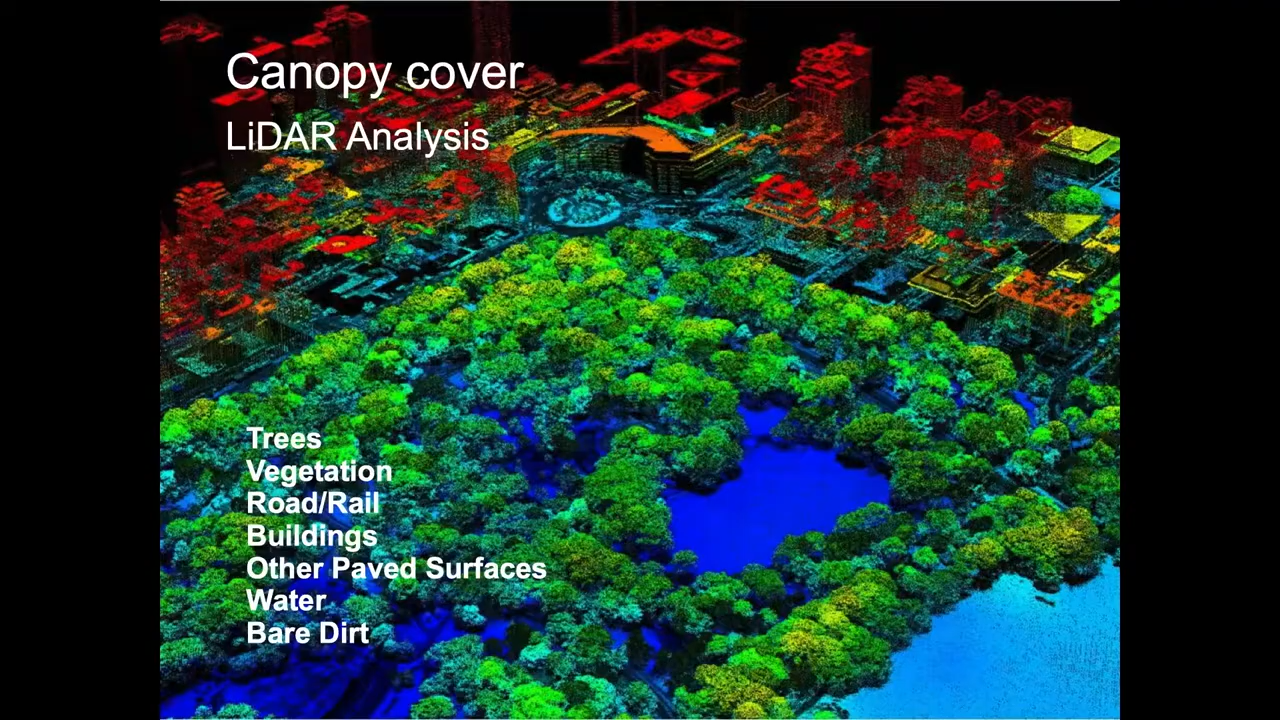 Canopy cover
LiDAR Analysis
Trees
Vegetation
Road/Rail
Buildings
Other Paved Surfaces
Water
Bare Dirt